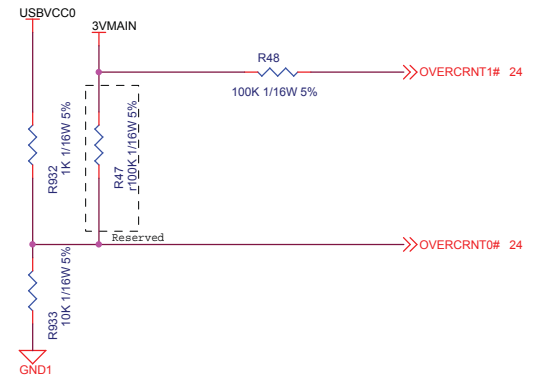 USBVCC0
3VMAIN
R48
100K 1/16W 5%
OVERCRNT1# 24
R932
1K 1/16W 5%
R47
r100K 1/16W 5%
Reserved
OVERCRNT0# 24
R933
10K 1/16W 5%
GND1